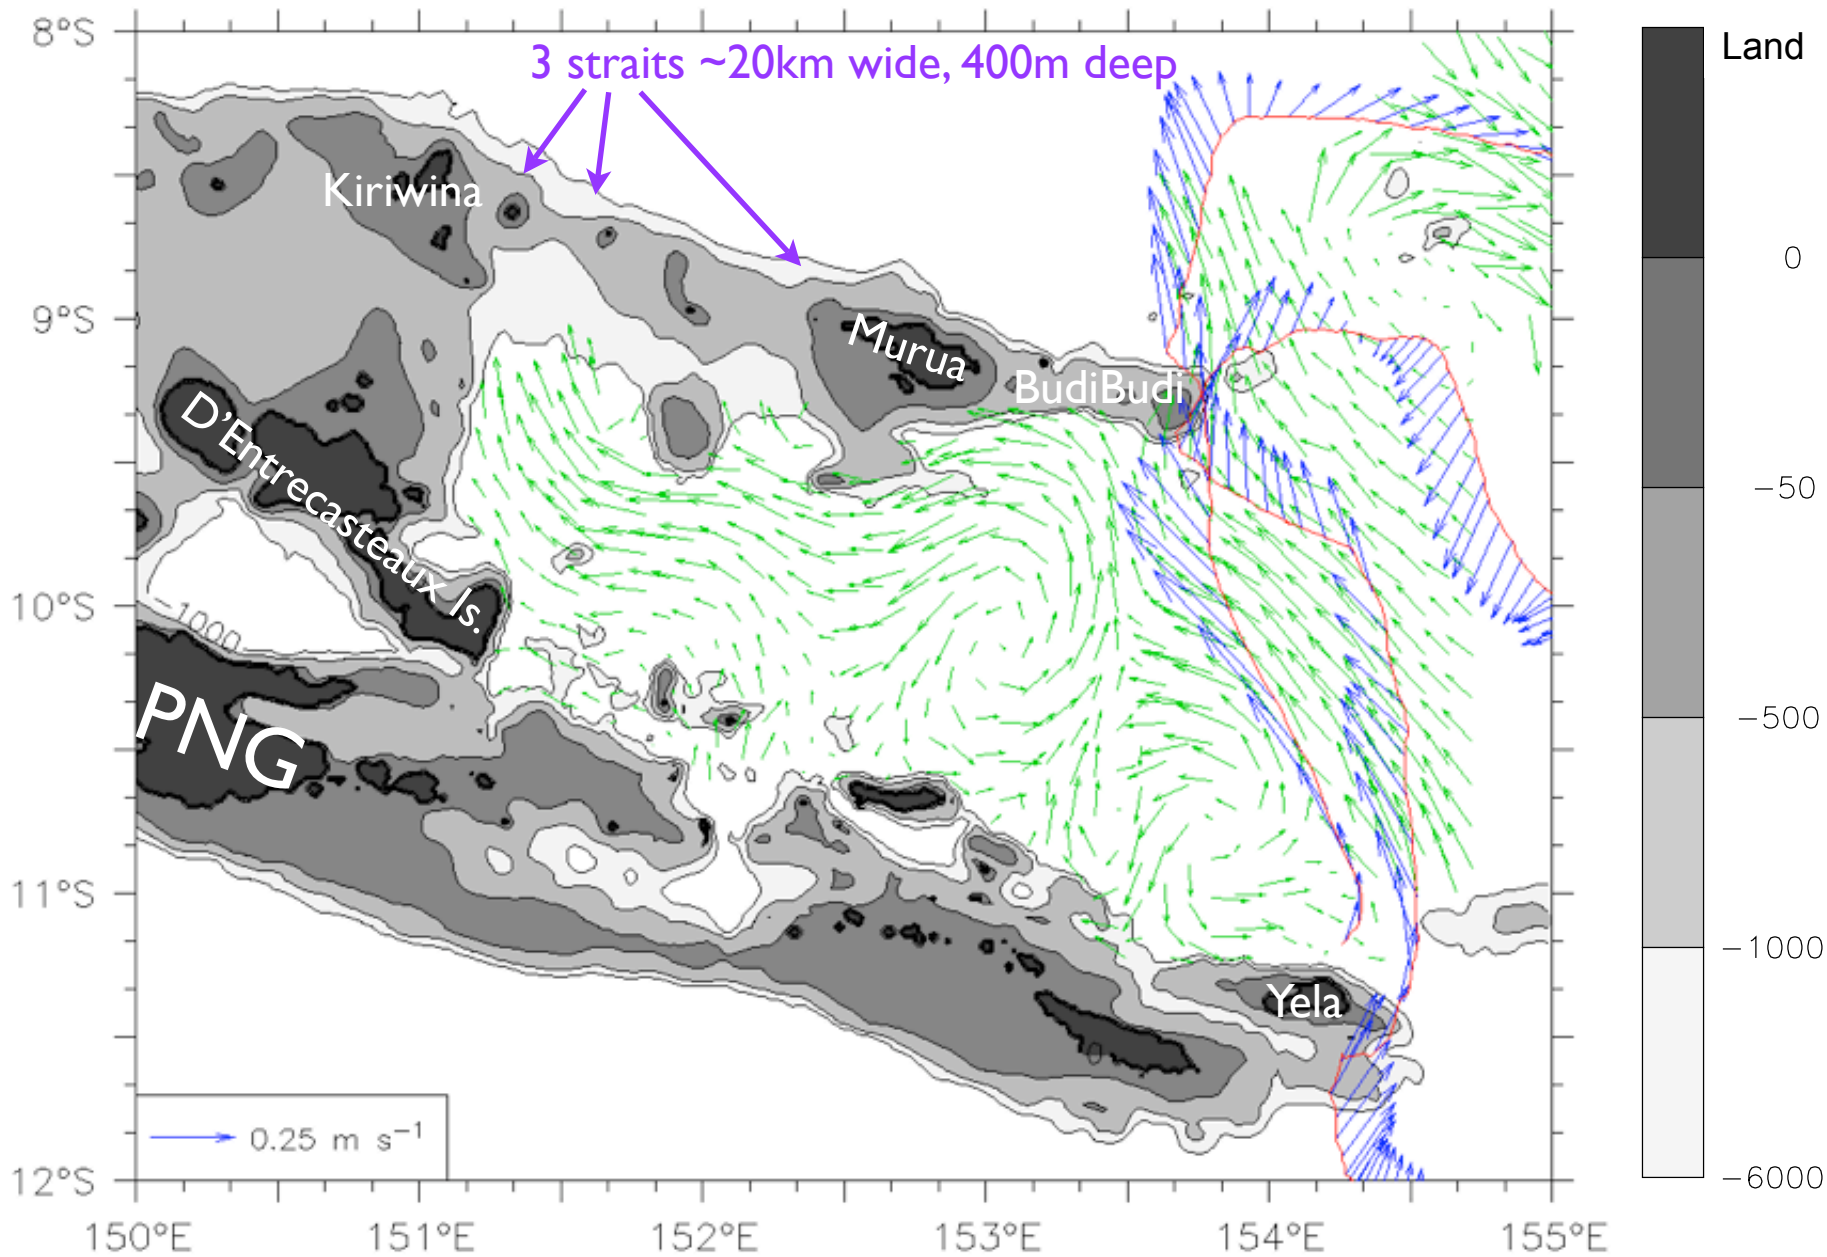 8°S
3 straits ~20km wide, 400m deep
Land
Kiriwina
0
9°S
Murua
BudiBudi
D'Entrecasteaux Is.
−50
10°S
−1000
PNG
−500
11°S
−1000
Yela
0.25 m s⁻¹
12°S
−6000
150°E 151°E 152°E 153°E 154°E 155°E